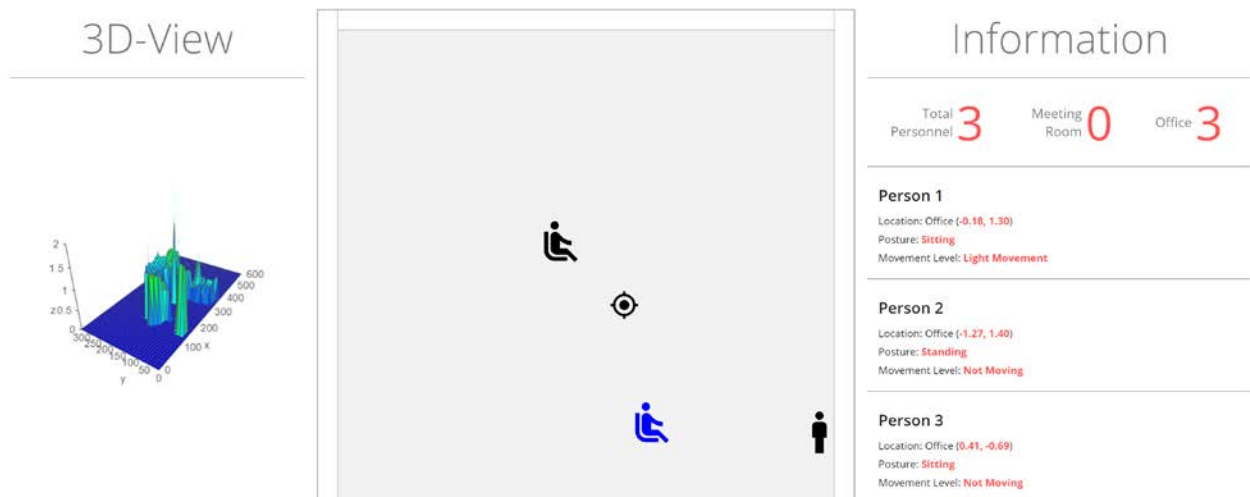 3D-View
2
1.5
1
z0.5
0
300
250
200
150
100
50
0
y
0
100
x
200
300
400
500
600
Information
Total
Personnel 3
Meeting
Room 0
Office 3
Person 1
Location: Office (-0.18, 1.30)
Posture: Sitting
Movement Level: Light Movement
Person 2
Location: Office (-1.27, 1.40)
Posture: Standing
Movement Level: Not Moving
Person 3
Location: Office (0.41, -0.69)
Posture: Sitting
Movement Level: Not Moving